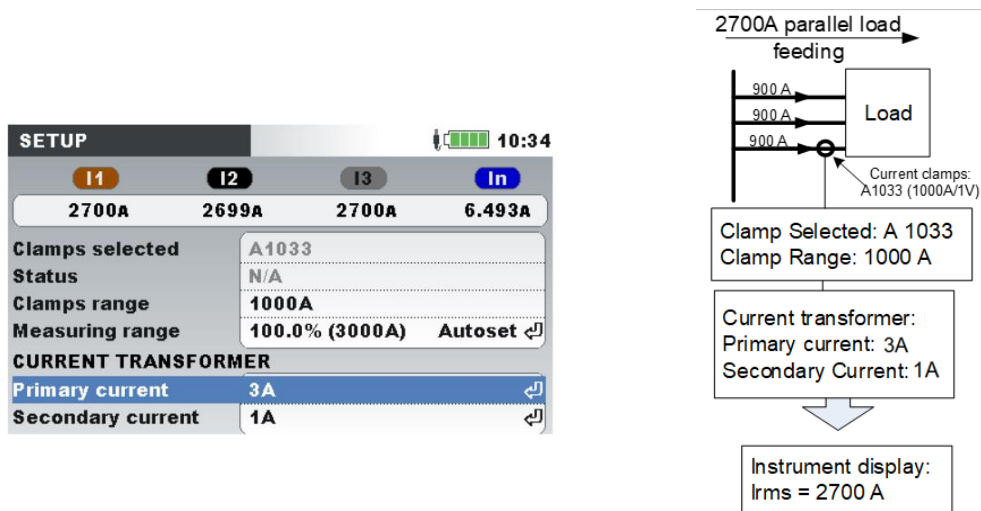 SETUP 10:34
I1 I2 I3 In
2700A 2699A 2700A 6.493A
Clamps selected A1033
Status N/A
Clamps range 1000A
Measuring range 100.0% (3000A) Autoset
CURRENT TRANSFORMER
Primary current 3A
Secondary current 1A
2700A parallel load
feeding
900 A
900 A
900 A
Load
Current clamps:
A1033 (1000A/1V)
Clamp Selected: A 1033
Clamp Range: 1000 A
Current transformer:
Primary current: 3A
Secondary Current: 1A
Instrument display:
Irms = 2700 A